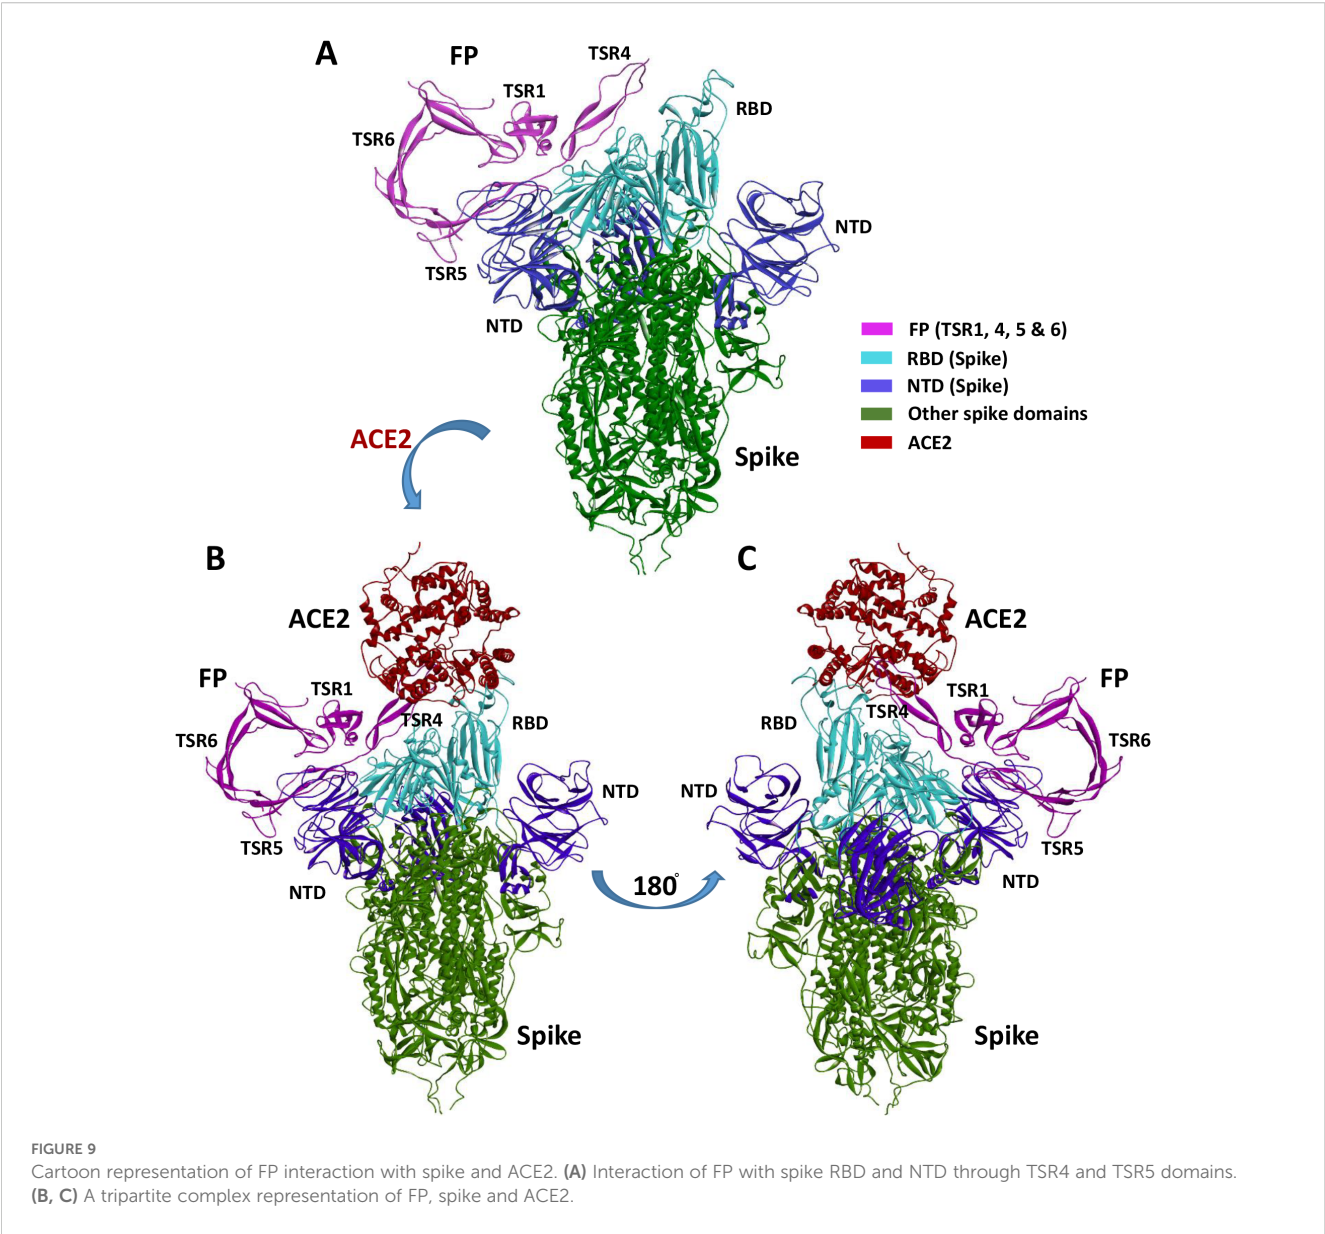 A
FP
TSR4
TSR1
RBD
TSR6
NTD
TSR5
NTD
FP (TSR1, 4, 5 & 6)
RBD (Spike)
NTD (Spike)
Other spike domains
ACE2
ACE2
Spike
B
C
ACE2
ACE2
FP
TSR1
TSR4
RBD
TSR6
NTD
TSR5
NTD
Spike
180°
TSR1
FP
RBD
TSR4
TSR6
NTD
TSR5
NTD
Spike
FIGURE 9
Cartoon representation of FP interaction with spike and ACE2. (A) Interaction of FP with spike RBD and NTD through TSR4 and TSR5 domains.
(B, C) A tripartite complex representation of FP, spike and ACE2.